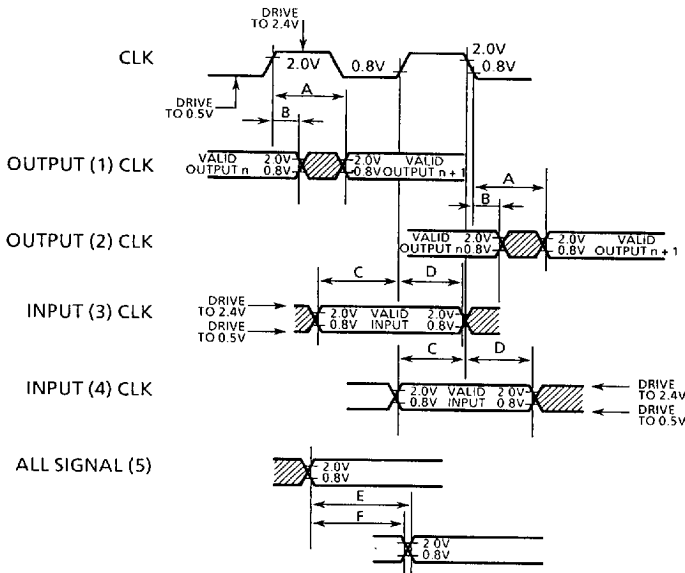 DRIVE
TO 2.4V
CLK
2.0V
0.8V
2.0V
0.8V
DRIVE
TO 0.5V
A
B
OUTPUT (1) CLK
VALID
OUTPUT n
2.0V
0.8V
2.0V
0.8V
VALID
OUTPUT n + 1
A
B
OUTPUT (2) CLK
VALID
OUTPUT n
2.0V
0.8V
2.0V
0.8V
VALID
OUTPUT n + 1
C
D
INPUT (3) CLK
DRIVE
TO 2.4V
DRIVE
TO 0.5V
2.0V
0.8V
VALID
INPUT
2.0V
0.8V
C
D
INPUT (4) CLK
2.0V
0.8V
VALID
INPUT
2.0V
0.8V
DRIVE
TO 2.4V
DRIVE
TO 0.5V
ALL SIGNAL (5)
2.0V
0.8V
E
F
2.0V
0.8V